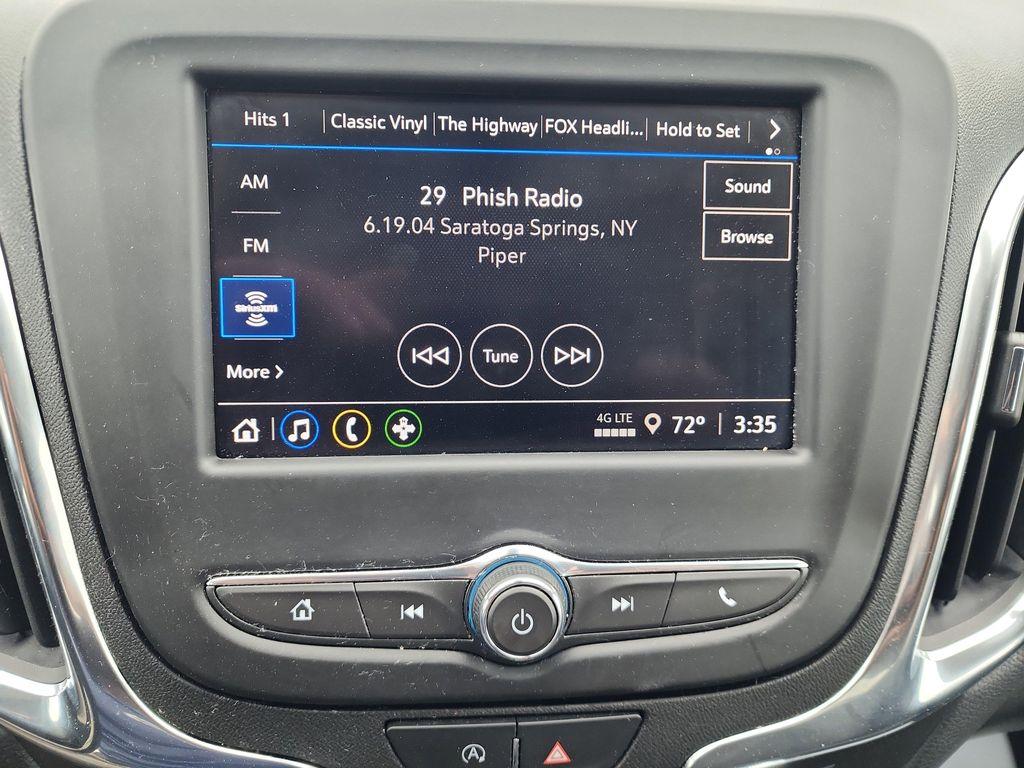 Hits 1 Classic Vinyl The Highway FOX Headli... Hold to Set
AM
29 Phish Radio
Sound
6.19.04 Saratoga Springs, NY
Browse
FM
Piper
SiriusXM
Tune
More
4G LTE
72° 3:35
A